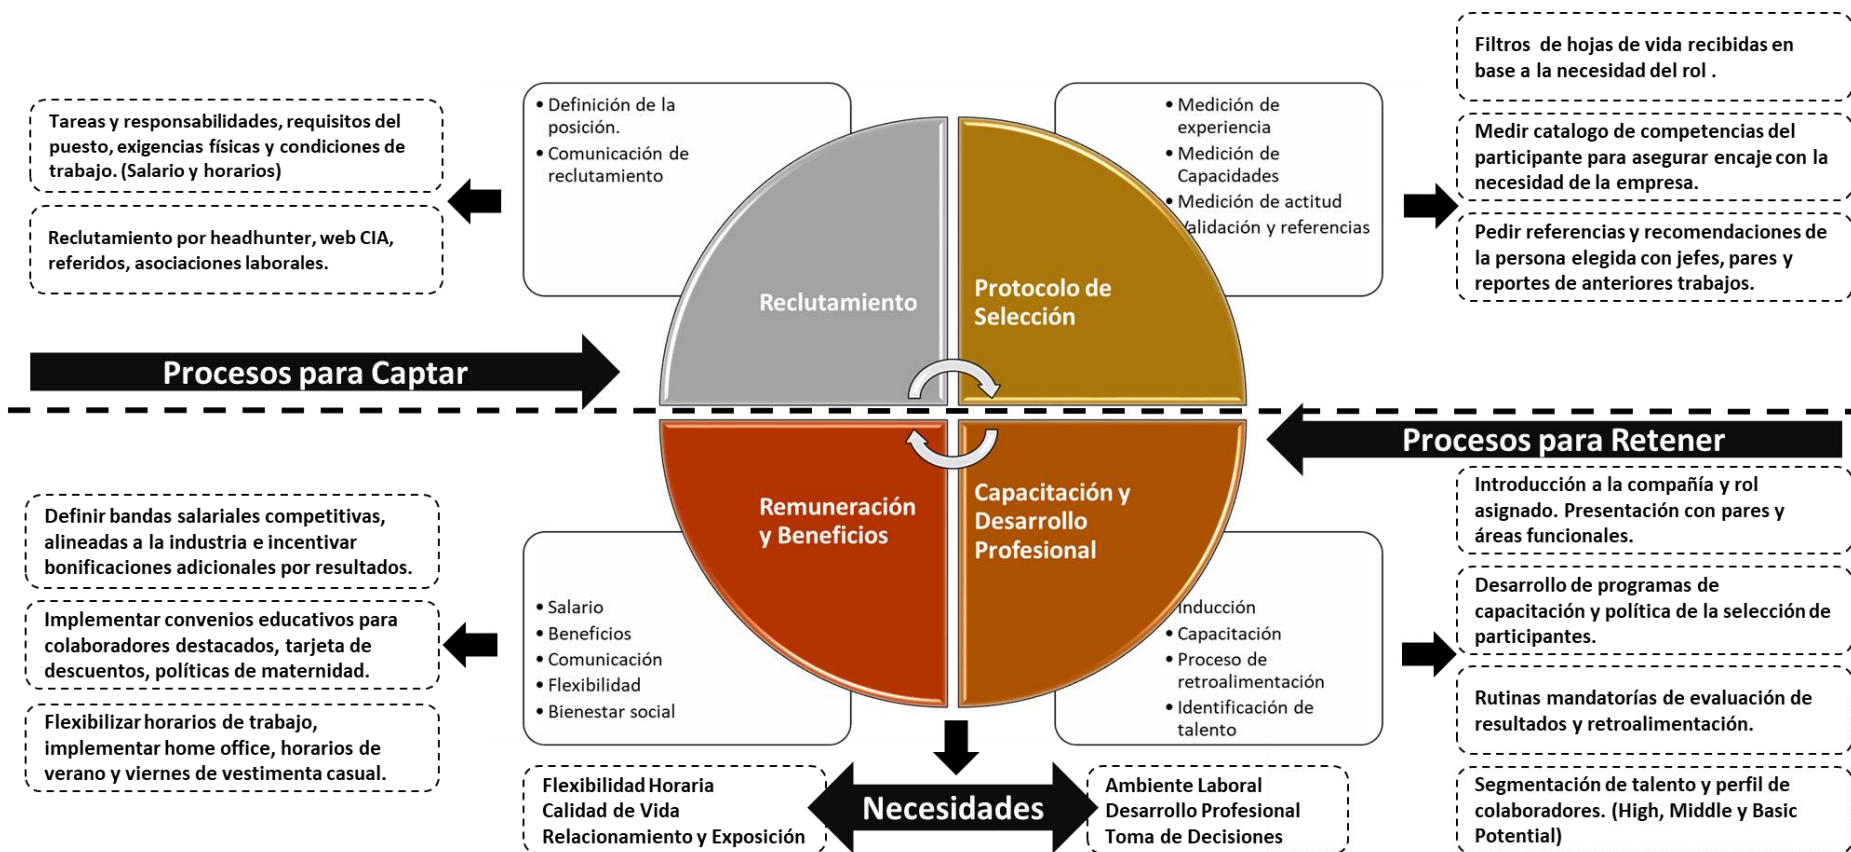 Tareas y responsabilidades, requisitos del
puesto, exigencias físicas y condiciones de
trabajo. (Salario y horarios)
Reclutamiento por headhunter, web CIA,
referidos, asociaciones laborales.
• Definición de la
posición.
• Comunicación de
reclutamiento
Reclutamiento
• Medición de
experiencia
• Medición de
Capacidades
• Medición de actitud
Validación y referencias
Protocolo de
Selección
Filtros de hojas de vida recibidas en
base a la necesidad del rol .
Medir catalogo de competencias del
participante para asegurar encaje con la
necesidad de la empresa.
Pedir referencias y recomendaciones de
la persona elegida con jefes, pares y
reportes de anteriores trabajos.
Procesos para Captar
Procesos para Retener
Definir bandas salariales competitivas,
alineadas a la industria e incentivar
bonificaciones adicionales por resultados.
Implementar convenios educativos para
colaboradores destacados, tarjeta de
descuentos, políticas de maternidad.
Flexibilizar horarios de trabajo,
implementar home office, horarios de
verano y viernes de vestimenta casual.
Remuneración
y Beneficios
• Salario
• Beneficios
• Comunicación
• Flexibilidad
• Bienestar social
Capacitación y
Desarrollo
Profesional
Inducción
• Capacitación
• Proceso de
retroalimentación
• Identificación de
talento
Introducción a la compañía y rol
asignado. Presentación con pares y
áreas funcionales.
Desarrollo de programas de
capacitación y política de la selección de
participantes.
Rutinas mandatorías de evaluación de
resultados y retroalimentación.
Segmentación de talento y perfil de
colaboradores. (High, Middle y Basic
Potential)
Flexibilidad Horaria
Calidad de Vida
Relacionamiento y Exposición
Necesidades
Ambiente Laboral
Desarrollo Profesional
Toma de Decisiones